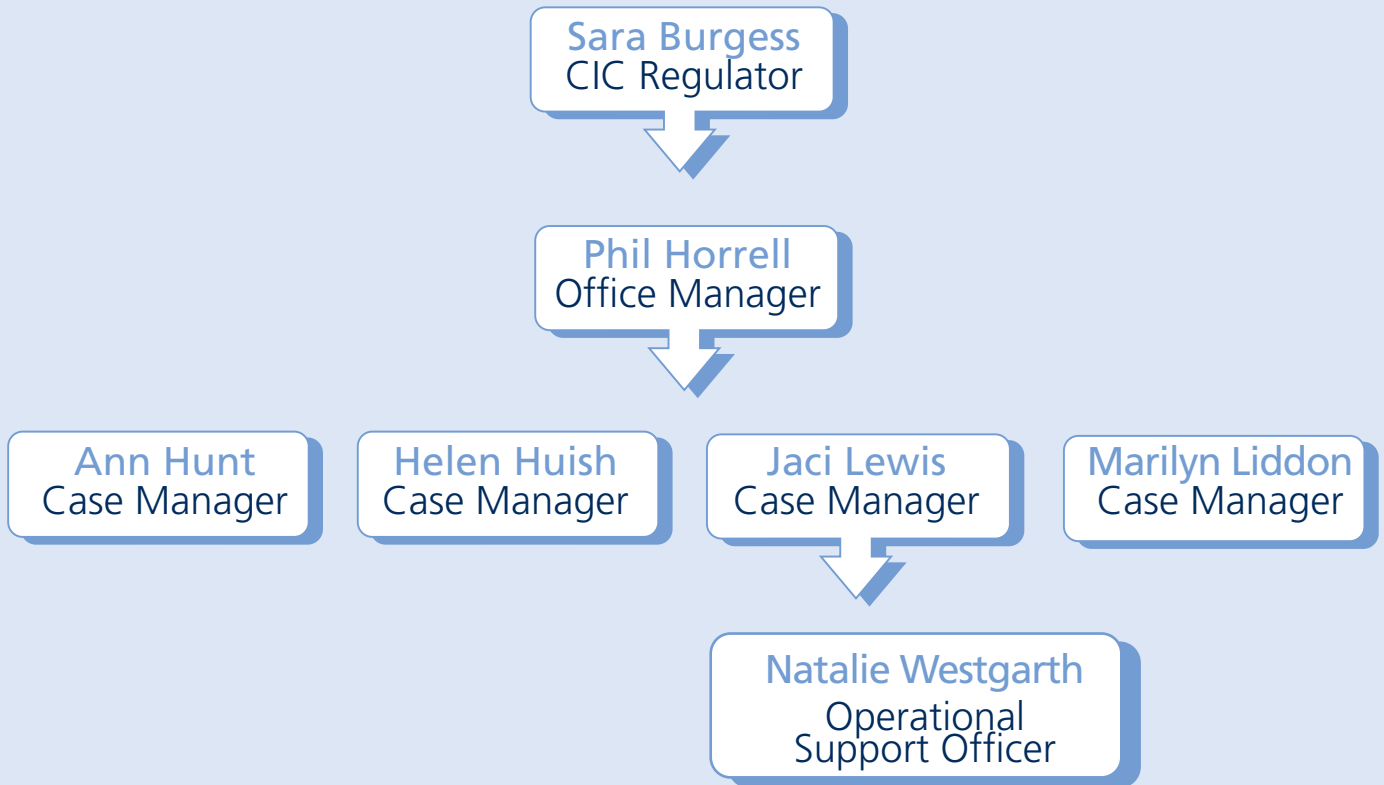 Sara Burgess
CIC Regulator
Phil Horrell
Office Manager
Ann Hunt
Case Manager
Helen Huish
Case Manager
Jaci Lewis
Case Manager
Marilyn Liddon
Case Manager
Natalie Westgarth
Operational
Support Officer